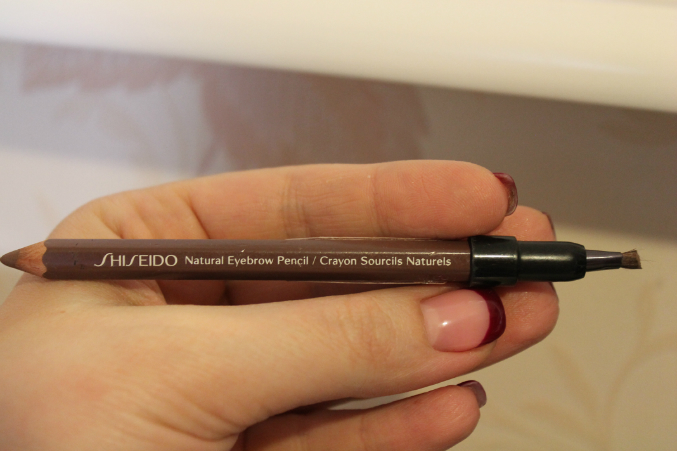 SHISEIDO Natural Eyebrow Pencil / Crayon Sourcils Naturels